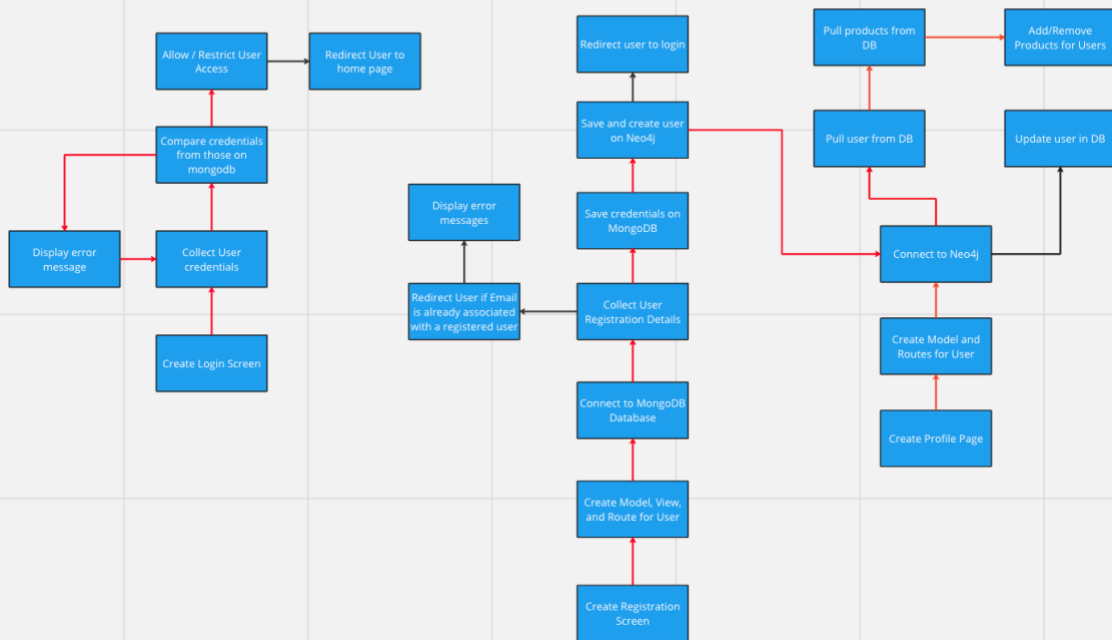 Allow / Restrict User
Access
Redirect User to
home page
Compare credentials
from those on
mongodb
Display error
message
Collect User
credentials
Create Login Screen
Redirect user to login
Save and create user
on Neo4j
Save credentials on
MongoDB
Display error
messages
Redirect User if Email
is already associated
with a registered user
Collect User
Registration Details
Connect to MongoDB
Database
Create Model, View,
and Route for User
Create Registration
Screen
Pull products from
DB
Add/Remove
Products for Users
Pull user from DB
Update user in DB
Connect to Neo4j
Create Model and
Routes for User
Create Profile Page